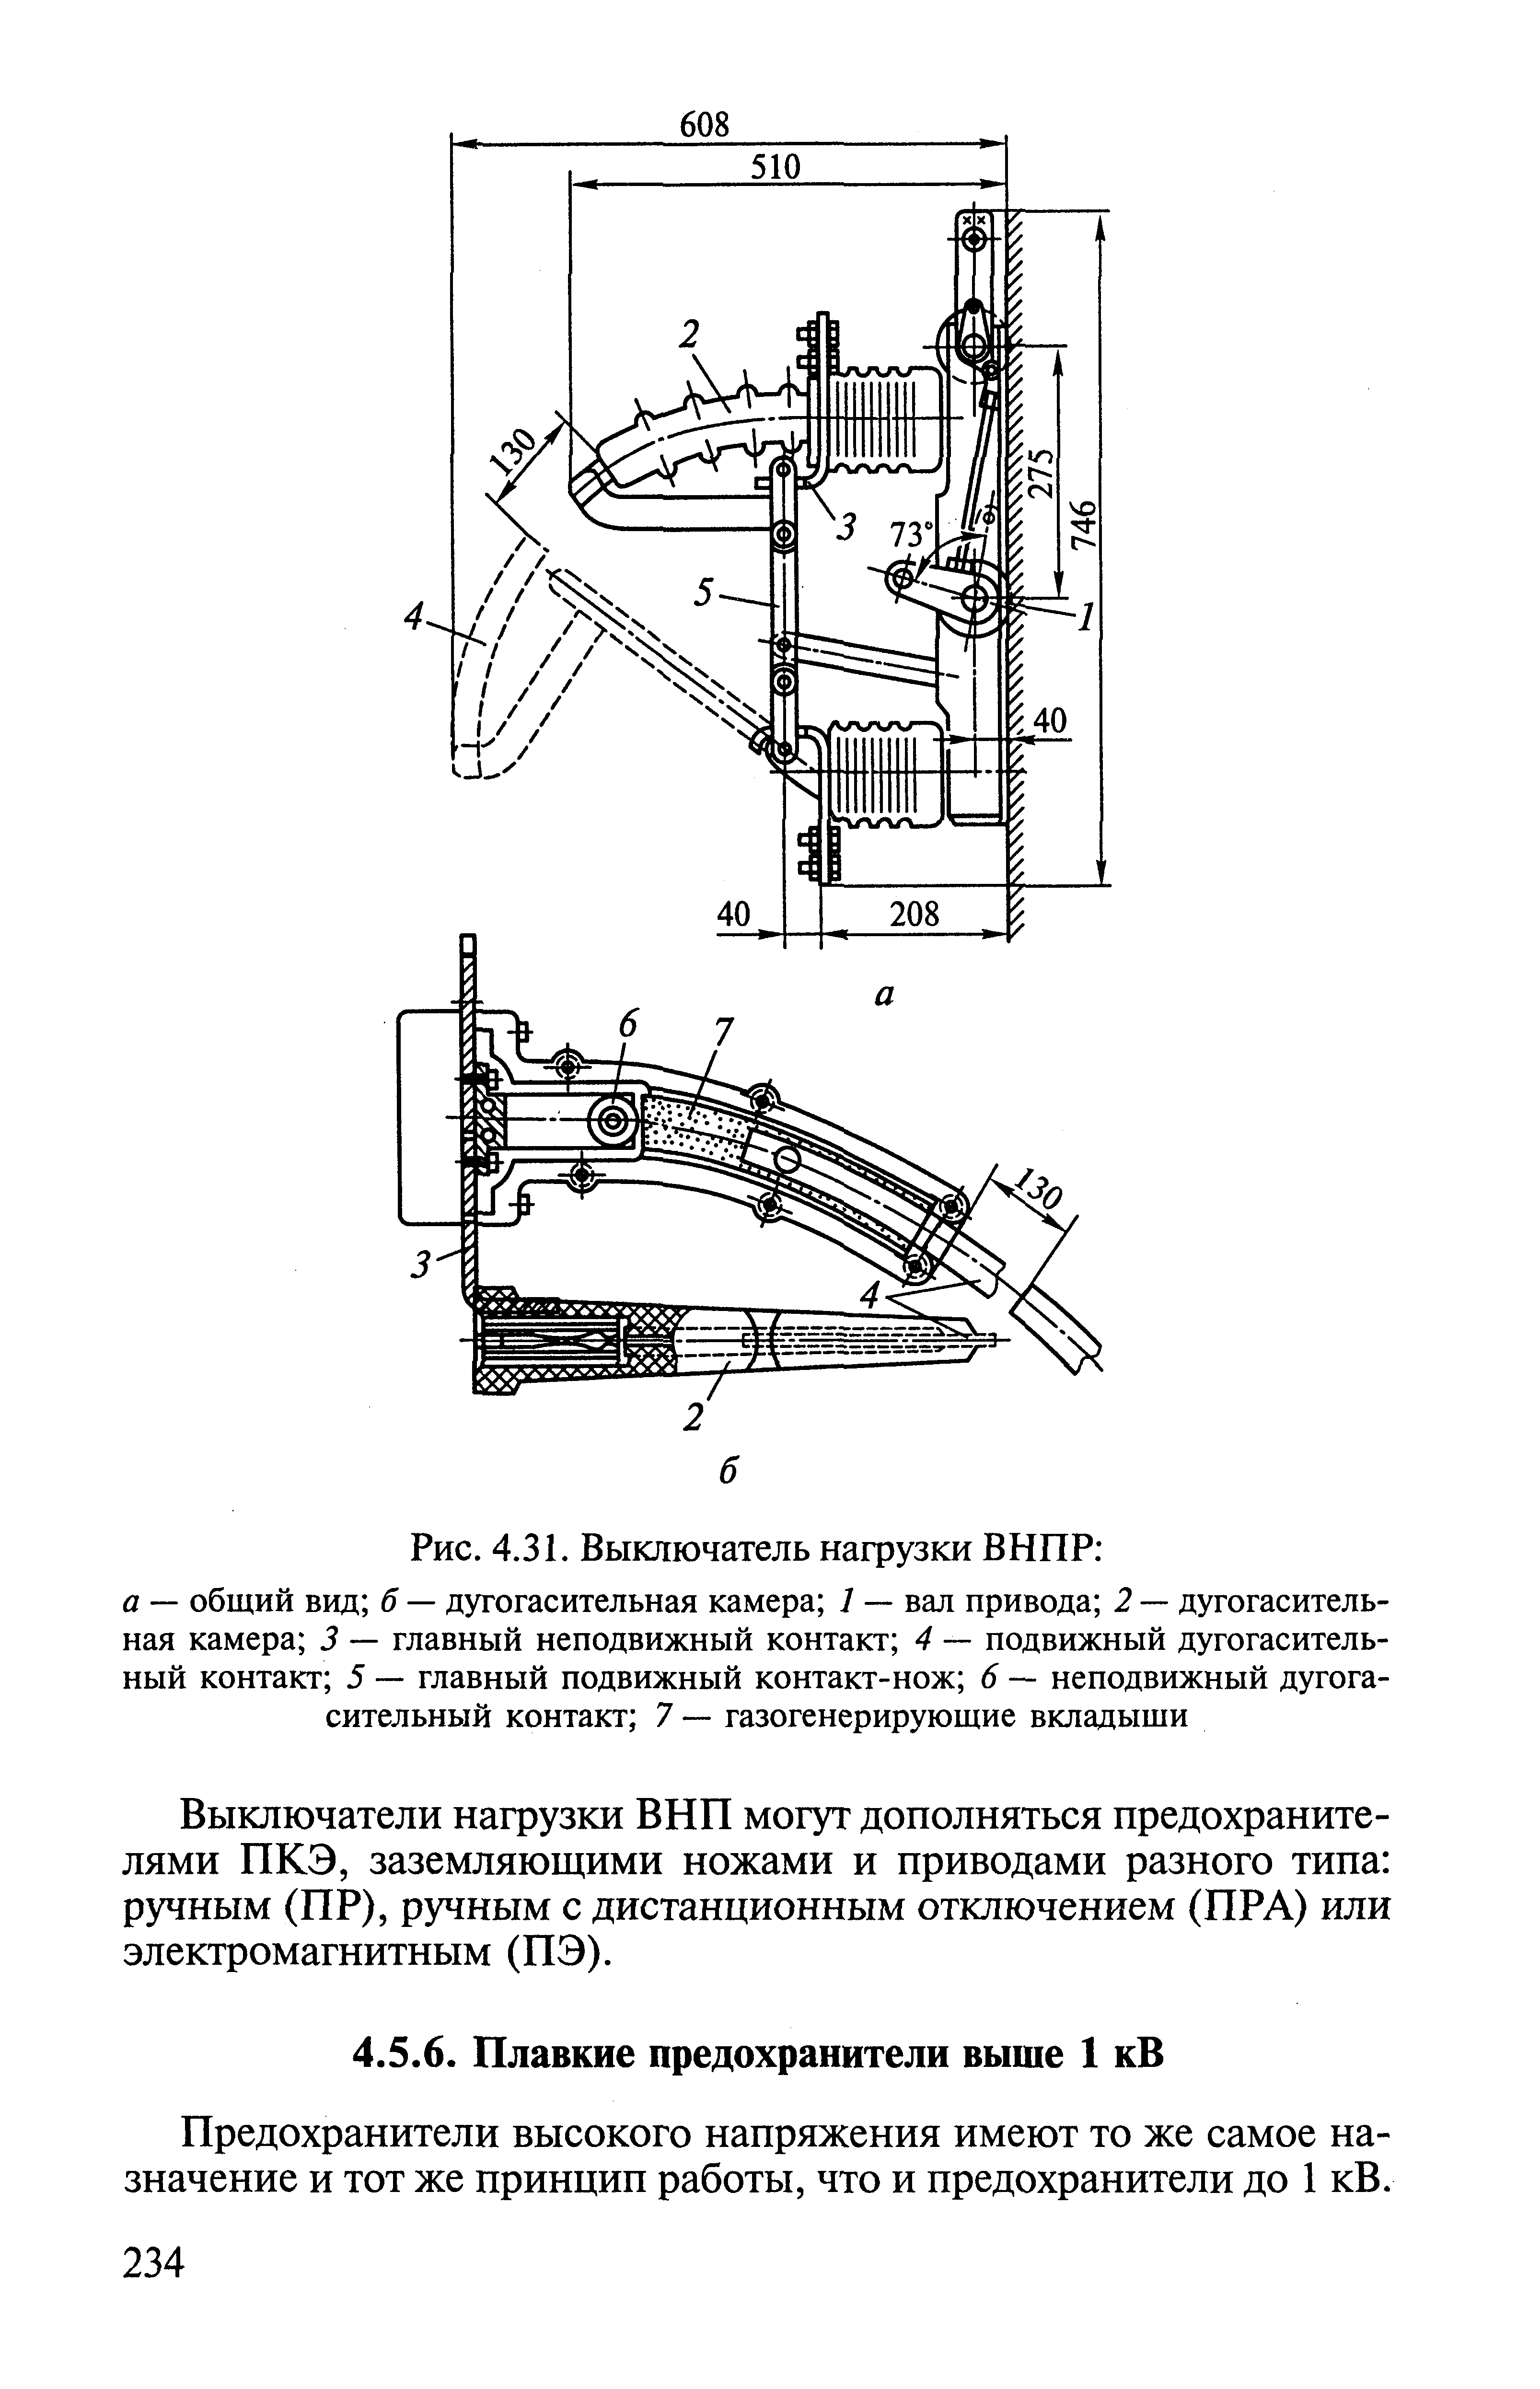 608
510
2
130
3
73°
275
746
5
4
1
40
40
208
а
6
7
130
3
4
2
б
Рис. 4.31. Выключатель нагрузки ВНПР:
а — общий вид; б — дугогасительная камера; 1 — вал привода; 2 — дугогаситель-
ная камера; 3 — главный неподвижный контакт; 4 — подвижный дугогаситель-
ный контакт; 5 — главный подвижный контакт-нож; 6 — неподвижный дугога-
сительный контакт; 7 — газогенерирующие вкладыши
Выключатели нагрузки ВНП могут дополняться предохраните-
лями ПКЭ, заземляющими ножами и приводами разного типа:
ручным (ПР), ручным с дистанционным отключением (ПРА) или
электромагнитным (ПЭ).
4.5.6. Плавкие предохранители выше 1 кВ
Предохранители высокого напряжения имеют то же самое на-
значение и тот же принцип работы, что и предохранители до 1 кВ.
234